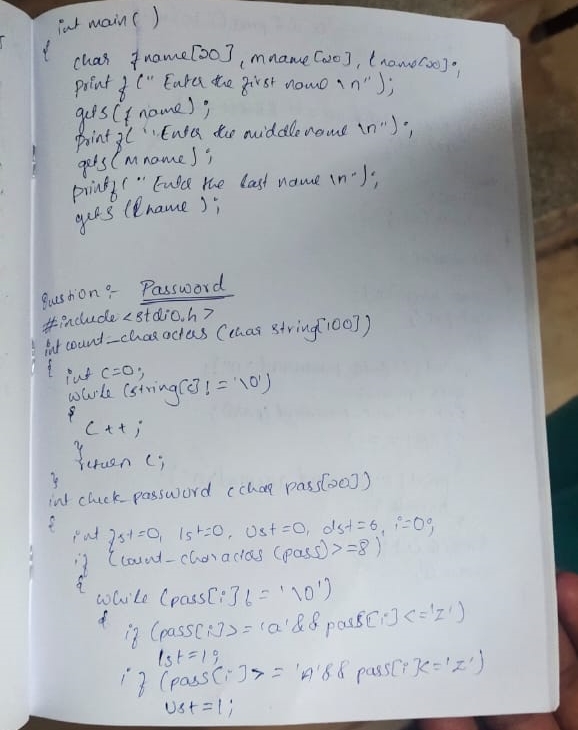 int main( )
{
char fname[20], mname[20], lname[20];
printf (" Enter the first name \n");
gets(fname);
printf(" Enter the middle name \n");
gets(mname);
printf(" Enter the last name \n");
gets(lname);
Question :- Password
#include <stdio.h>
int count_characters (char string[100])
{
int c=0;
while (string[c] != '\0')
{
c++;
}
return c;
}
int check_password (char pass[20])
{
int fst=0, lst=0, ust=0, dst=0, i=0;
if (count_characters (pass)>=8)
{
while (pass[i] != '\0')
{
if (pass[i]>='a' && pass[i]<='z')
lst=1;
if (pass[i]>='A' && pass[i]<='z')
ust=1;